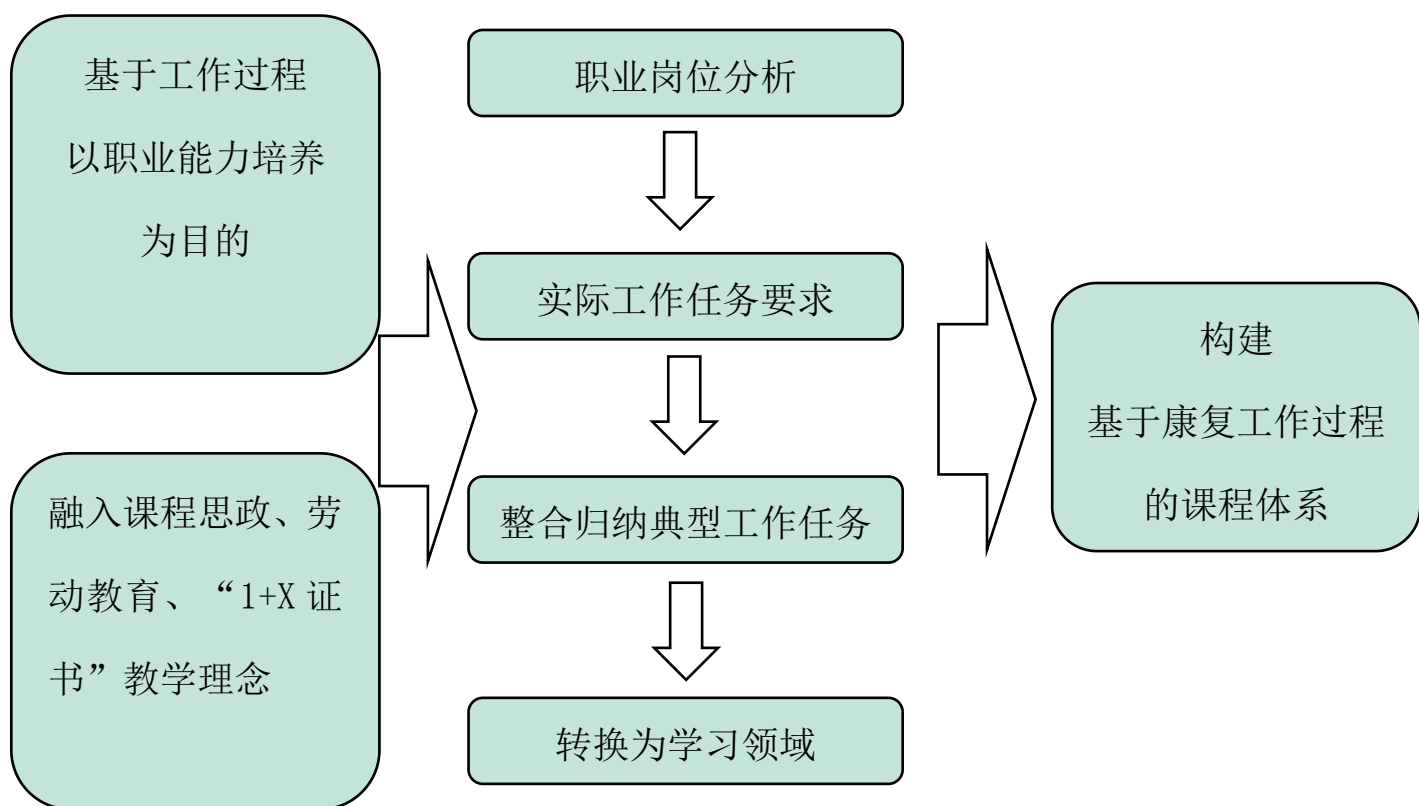 基于工作过程
以职业能力培养
为目的
融入课程思政、劳
动教育、“1+X 证
书”教学理念
职业岗位分析
实际工作任务要求
整合归纳典型工作任务
转换为学习领域
构建
基于康复工作过程
的课程体系